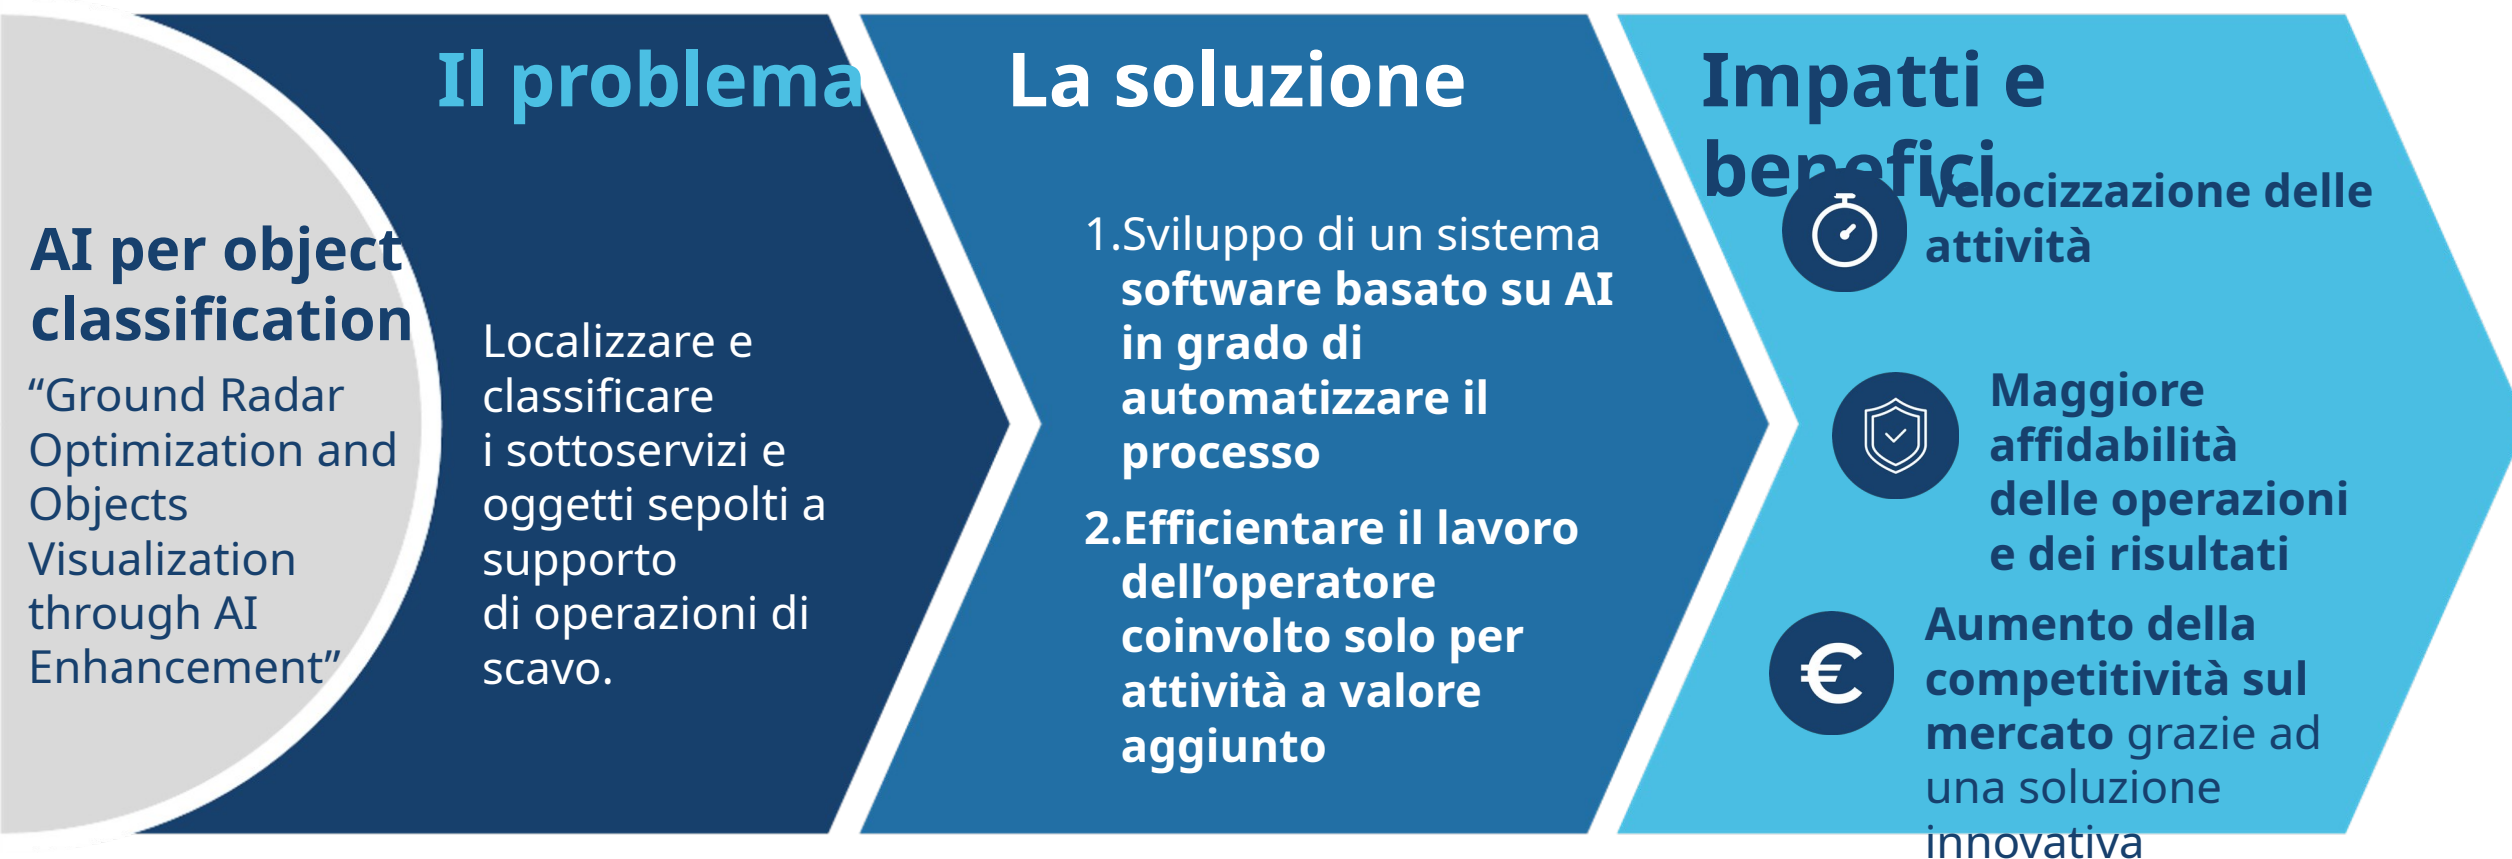 AI per object
classification
“Ground Radar
Optimization and
Objects
Visualization
through AI
Enhancement”
Il problema
Localizzare e
classificare
i sottoservizi e
oggetti sepolti a
supporto
di operazioni di
scavo.
La soluzione
1.Sviluppo di un sistema
software basato su AI
in grado di
automatizzare il
processo
2.Efficientare il lavoro
dell’operatore
coinvolto solo per
attività a valore
aggiunto
Impatti e
benefici
Velocizzazione delle
attività
Maggiore
affidabilità
delle operazioni
e dei risultati
Aumento della
competitività sul
mercato grazie ad
una soluzione
innovativa